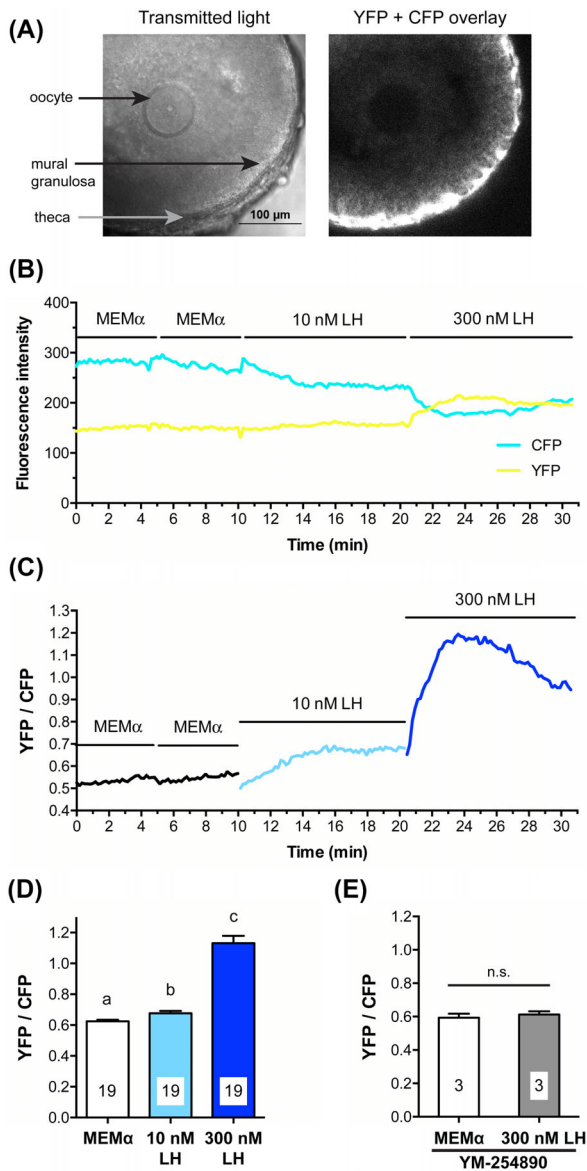 (A)
Transmitted light
YFP + CFP overlay
oocyte
mural
granulosa
theca
100 µm
(B)
Fluorescence intensity
400
300
200
150
100
50
0
MEMα
MEMα
10 nM LH
300 nM LH
CFP
YFP
0 2 4 6 8 10 12 14 16 18 20 22 24 26 28 30
Time (min)
(C)
YFP / CFP
1.3
1.2
1.1
1.0
0.9
0.8
0.7
0.6
0.5
0.4
MEMα
MEMα
10 nM LH
300 nM LH
0 2 4 6 8 10 12 14 16 18 20 22 24 26 28 30
Time (min)
(D)
YFP / CFP
1.2
1.0
0.8
0.6
0.4
0.2
0.0
a
b
c
19
19
19
MEMα
10 nM
LH
300 nM
LH
(E)
YFP / CFP
1.2
1.0
0.8
0.6
0.4
0.2
0.0
n.s.
3
3
MEMα
300 nM LH
YM-254890